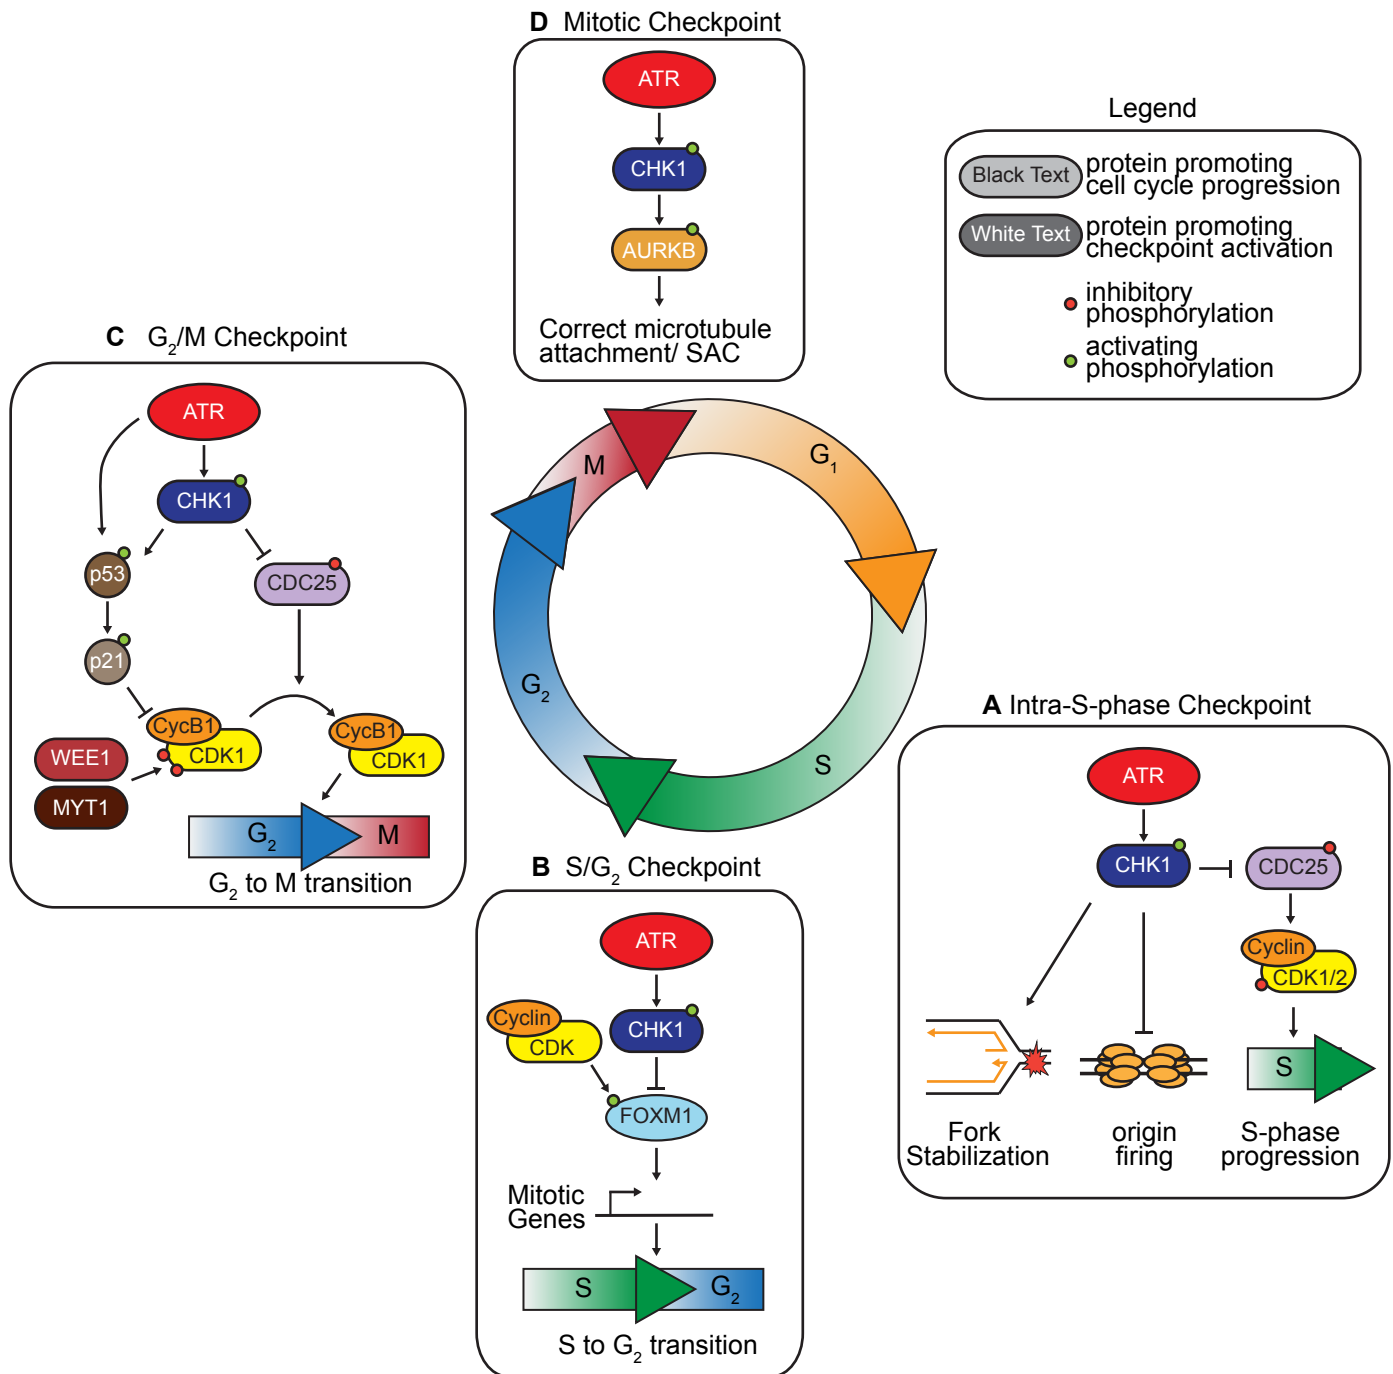 D Mitotic Checkpoint
ATR
CHK1
AURKB
Correct microtubule
attachment/ SAC
Legend
Black Text
protein promoting
cell cycle progression
White Text
protein promoting
checkpoint activation
inhibitory
phosphorylation
activating
phosphorylation
C G₂/M Checkpoint
ATR
CHK1
p53
CDC25
p21
CycB1
CDK1
WEE1
MYT1
CycB1
CDK1
G₂
M
G₂ to M transition
M
G₁
G₂
S
A Intra-S-phase Checkpoint
ATR
CHK1
CDC25
Cyclin
CDK1/2
S
Fork
Stabilization
origin
firing
S-phase
progression
B S/G₂ Checkpoint
ATR
Cyclin
CDK
CHK1
FOXM1
Mitotic
Genes
S
G₂
S to G₂ transition